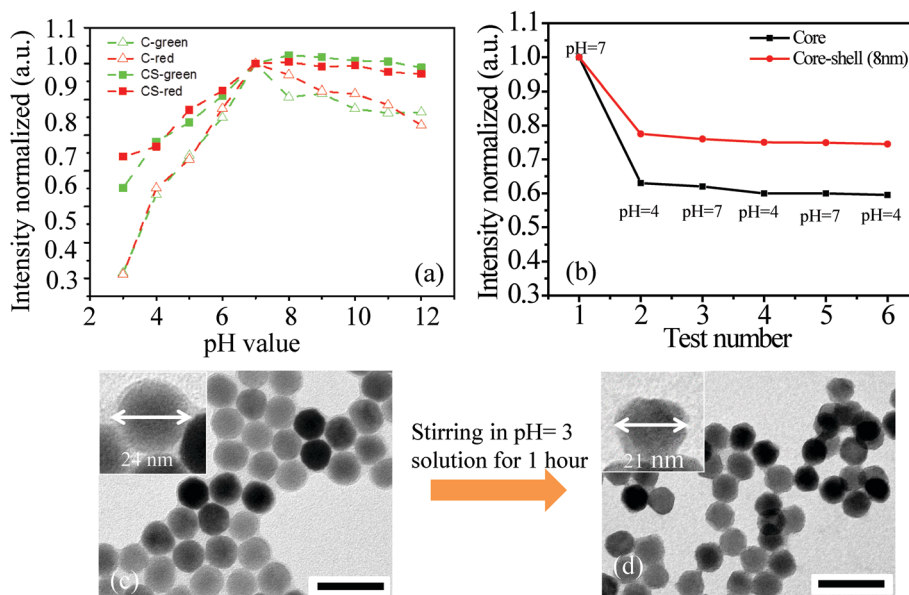 Intensity normalized (a.u.)
1.1
1.0
0.9
0.8
0.6
0.5
0.4
0.3
C-green
C-red
CS-green
CS-red
(a)
2 4 6 8 10 12
pH value
Intensity normalized (a.u.)
1.1
1.0
0.9
0.8
0.7
0.6
0.5
0.4
0.3
Core
Core-shell (8nm)
pH=7
pH=4 pH=7 pH=4 pH=7 pH=4
(b)
1 2 3 4 5 6
Test number
24 nm
(c)
Stirring in pH= 3
solution for 1 hour
21 nm
(d)